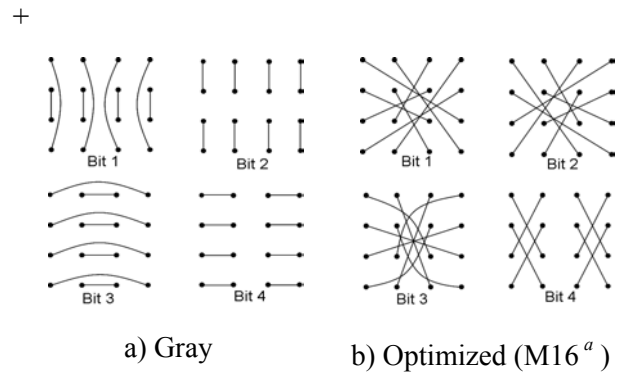 +
Bit 1
Bit 2
Bit 1
Bit 2
Bit 3
Bit 4
Bit 3
Bit 4
a) Gray
b) Optimized (M16 a )